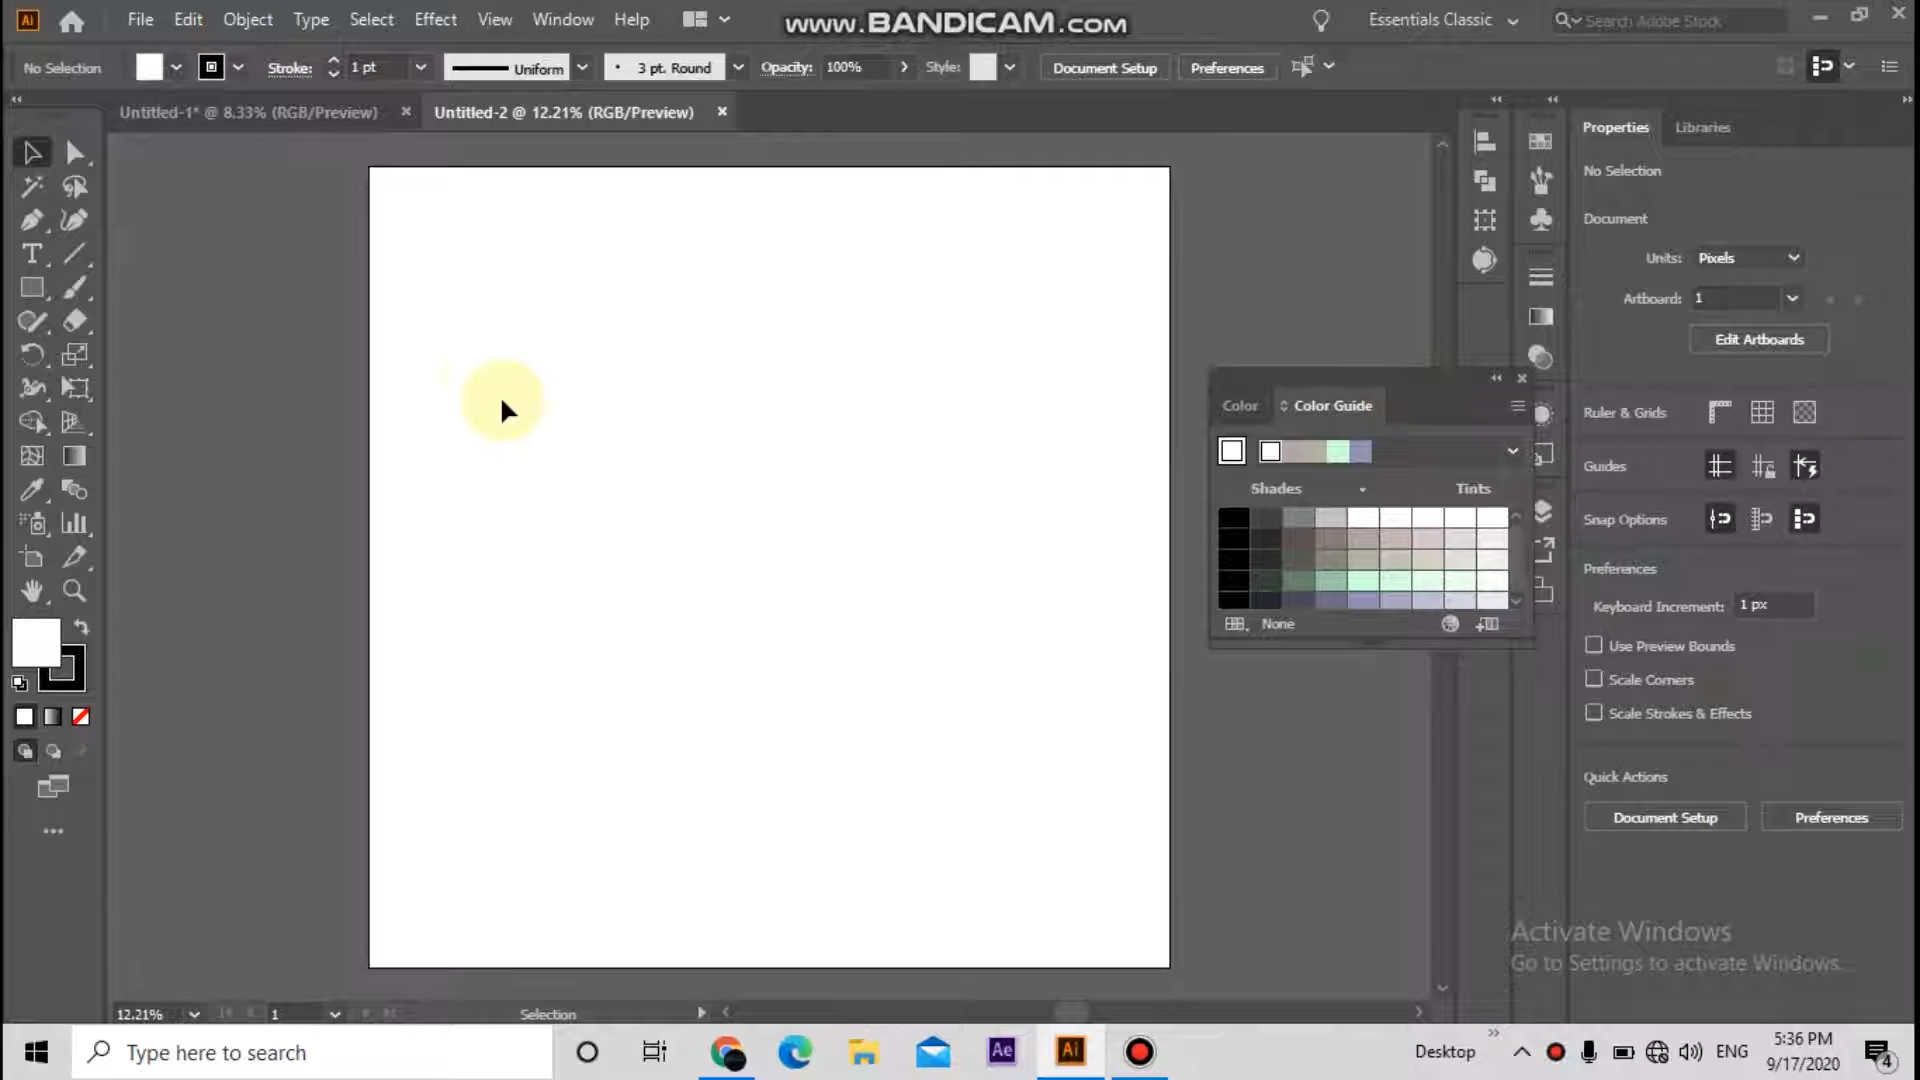 Ai File Edit Object Type Select Effect View Window Help www.BANDICAM.com Essentials Classic Search Adobe Stock
No Selection Stroke: 1 pt Uniform 3 pt. Round Opacity: 100% Style: Document Setup Preferences
Untitled-1* @ 8.33% (RGB/Preview) × Untitled-2 @ 12.21% (RGB/Preview) ×
Properties Libraries
No Selection
Document
Units: Pixels
Artboard: 1
Edit Artboards
Color Color Guide
Ruler & Grids
Guides
Shades Tints
Snap Options
Preferences
Keyboard Increment: 1 px
None
Use Preview Bounds
Scale Corners
Scale Strokes & Effects
Quick Actions
Document Setup Preferences
Activate Windows
Go to Settings to activate Windows.
12.21% 1 Selection
Type here to search Ae Ai Desktop ENG 5:36 PM
9/17/2020 4